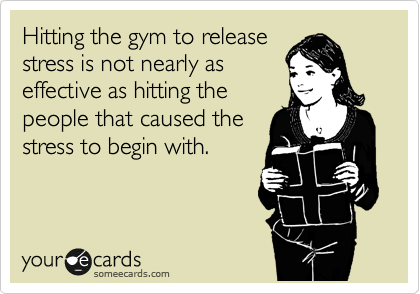 Hitting the gym to release
stress is not nearly as
effective as hitting the
people that caused the
stress to begin with.
your e cards
someecards.com